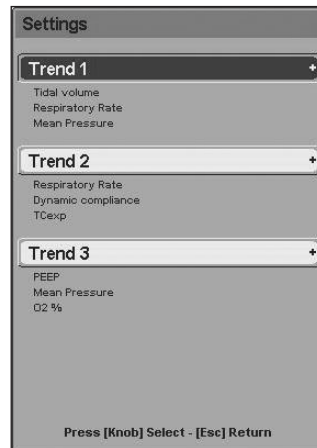 Settings
Trend 1 +
Tidal volume
Respiratory Rate
Mean Pressure
Trend 2 +
Respiratory Rate
Dynamic compliance
TCexp
Trend 3 +
PEEP
Mean Pressure
O2 %
Press [Knob] Select - [Esc] Return